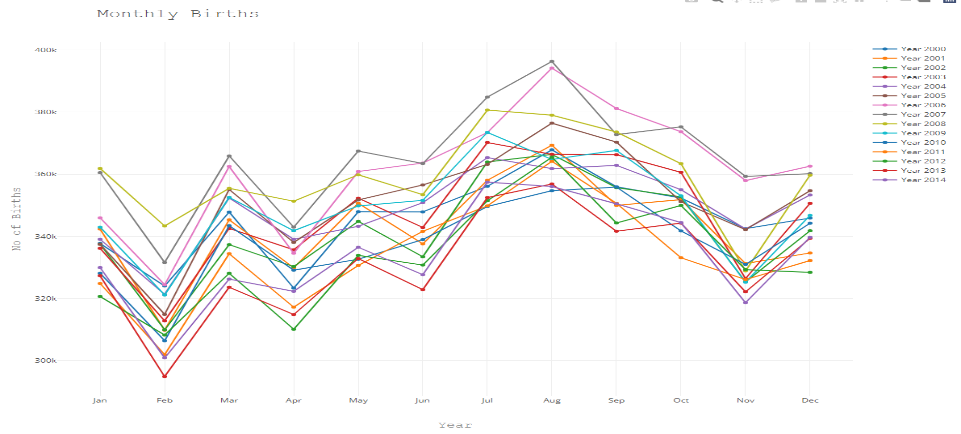 Monthly Births
400k
380k
360k
340k
320k
300k
No of Births
Jan Feb Mar Apr May Jun Jul Aug Sep Oct Nov Dec
Year
Year 2000
Year 2001
Year 2002
Year 2003
Year 2004
Year 2005
Year 2006
Year 2007
Year 2008
Year 2009
Year 2010
Year 2011
Year 2012
Year 2013
Year 2014